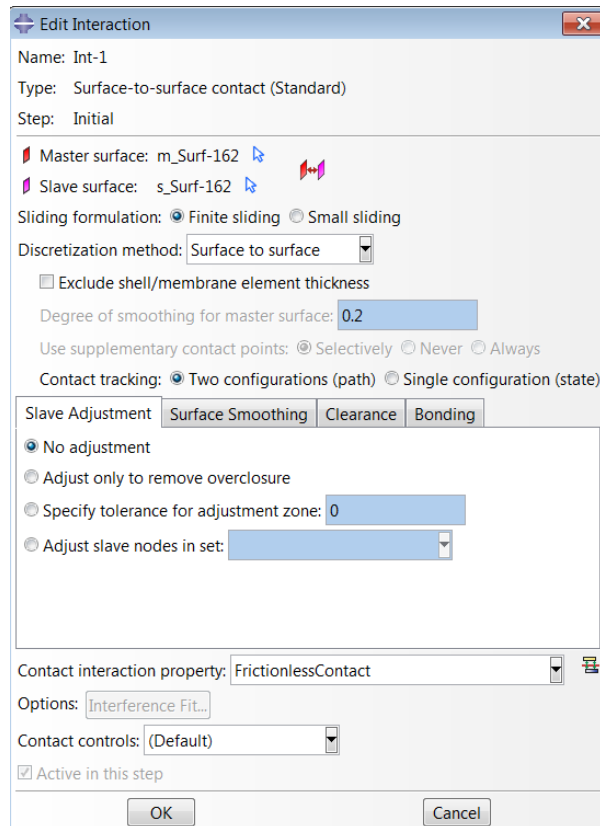 Edit Interaction
Name: Int-1
Type: Surface-to-surface contact (Standard)
Step: Initial
Master surface: m_Surf-162
Slave surface: s_Surf-162
Sliding formulation: Finite sliding Small sliding
Discretization method: Surface to surface
Exclude shell/membrane element thickness
Degree of smoothing for master surface: 0.2
Use supplementary contact points: Selectively Never Always
Contact tracking: Two configurations (path) Single configuration (state)
Slave Adjustment Surface Smoothing Clearance Bonding
No adjustment
Adjust only to remove overclosure
Specify tolerance for adjustment zone: 0
Adjust slave nodes in set:
Contact interaction property: FrictionlessContact
Options: Interference Fit...
Contact controls: (Default)
Active in this step
OK Cancel